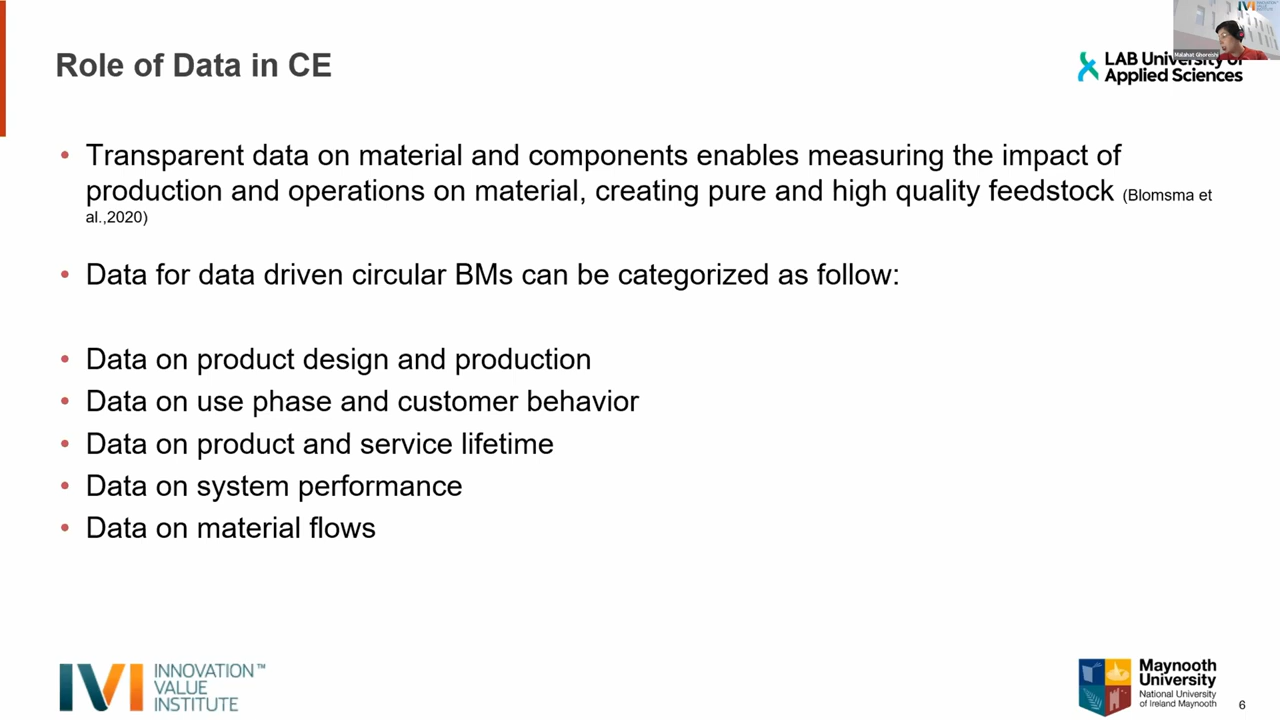 Role of Data in CE
LAB University of
Applied Sciences
Malahat Ghoreishi
• Transparent data on material and components enables measuring the impact of
production and operations on material, creating pure and high quality feedstock (Blomsma et
al.,2020)
• Data for data driven circular BMs can be categorized as follow:
• Data on product design and production
• Data on use phase and customer behavior
• Data on product and service lifetime
• Data on system performance
• Data on material flows
IVI INNOVATION™
VALUE
INSTITUTE
Maynooth
University
National University
of Ireland Maynooth
6